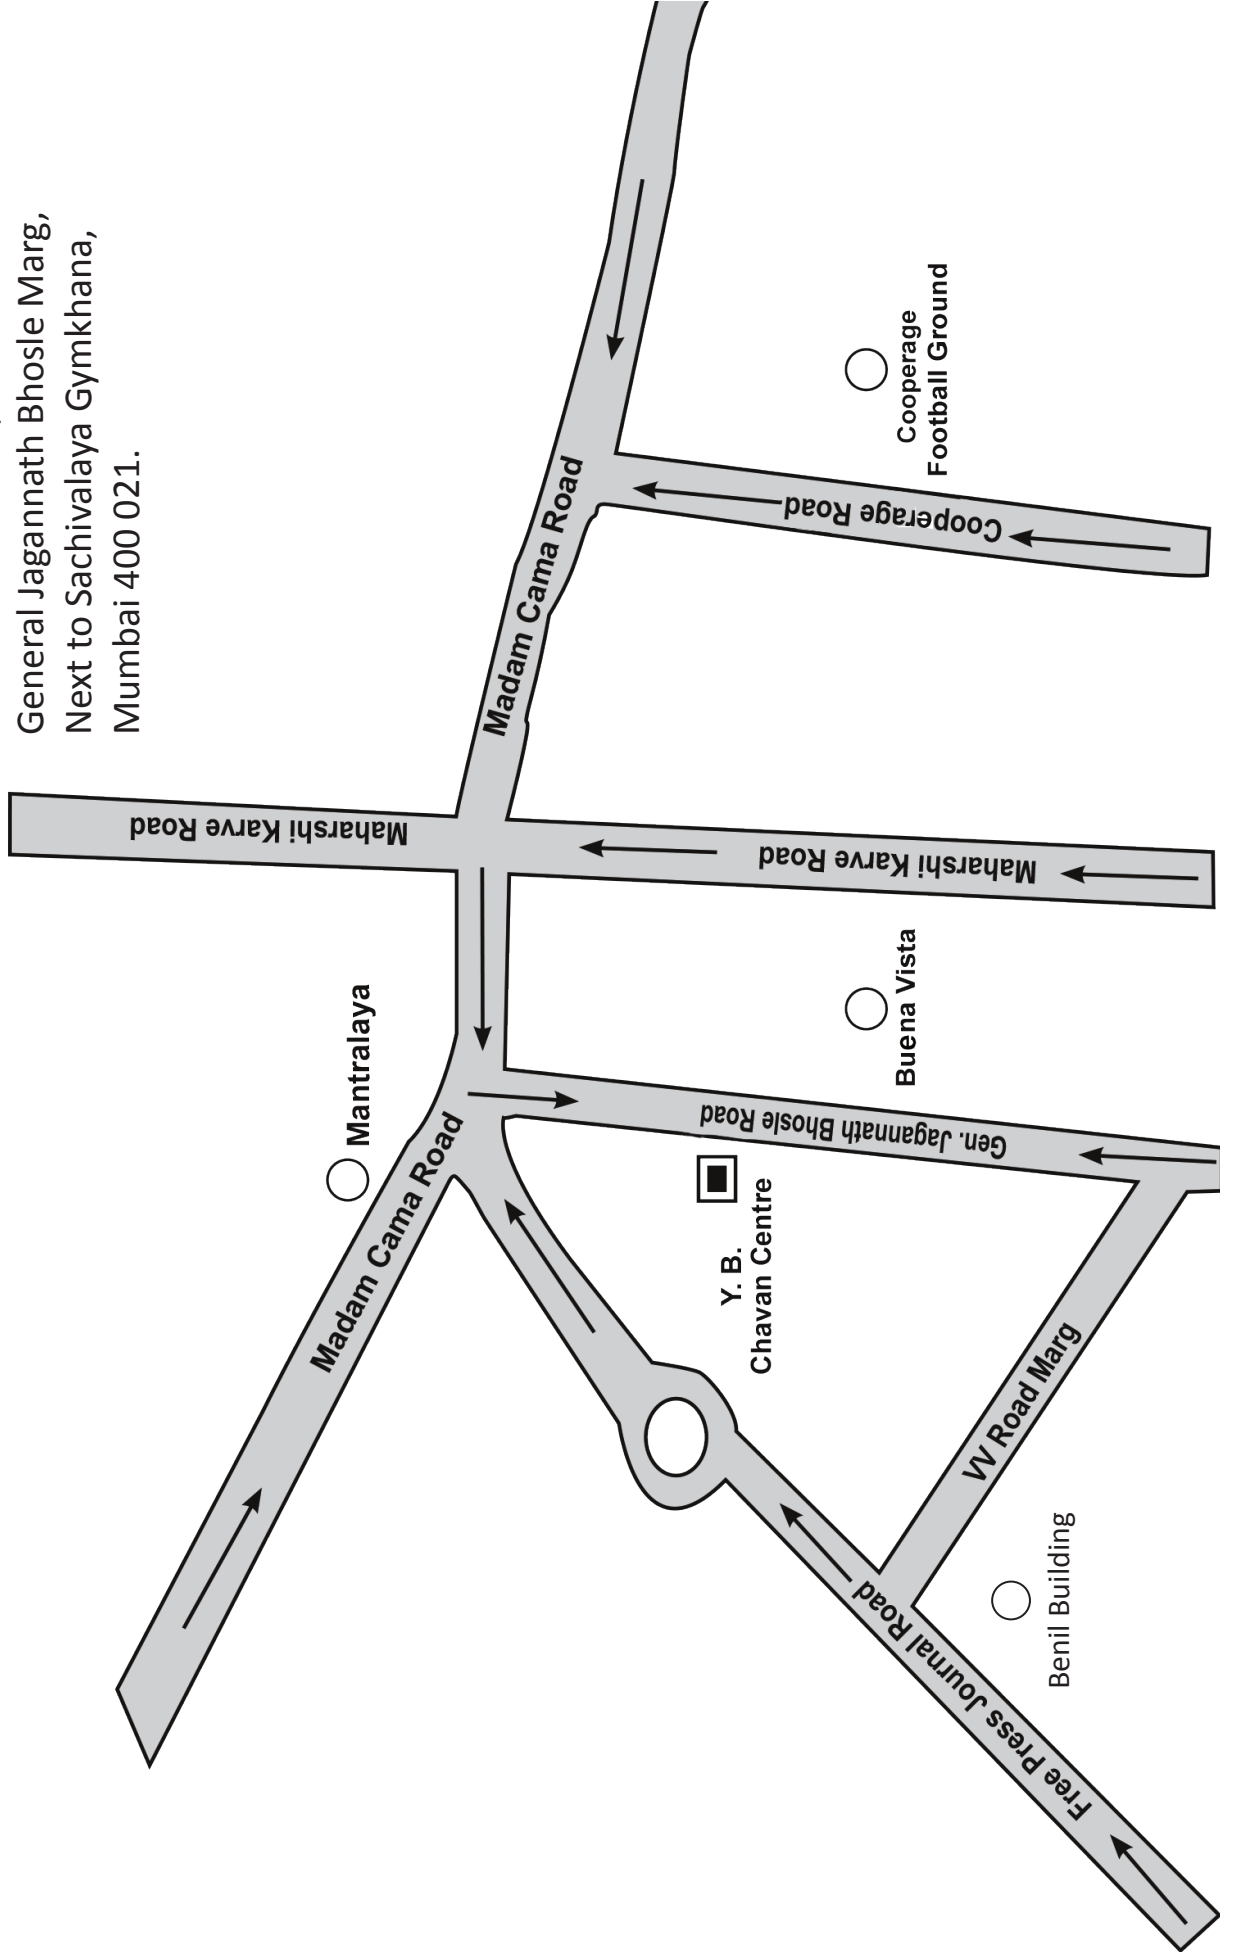 General Jagannath Bhosle Marg,
Next to Sachivalaya Gymkhana,
Mumbai 400 021.
Maharshi Karve Road
Madam Cama Road
Cooperage
Football Ground
Cooperage Road
Maharshi Karve Road
Mantralaya
Buena Vista
Madam Cama Road
Gen. Jagannath Bhosle Road
Y. B.
Chavan Centre
VV Road Marg
Free Press Journal Road
Benil Building